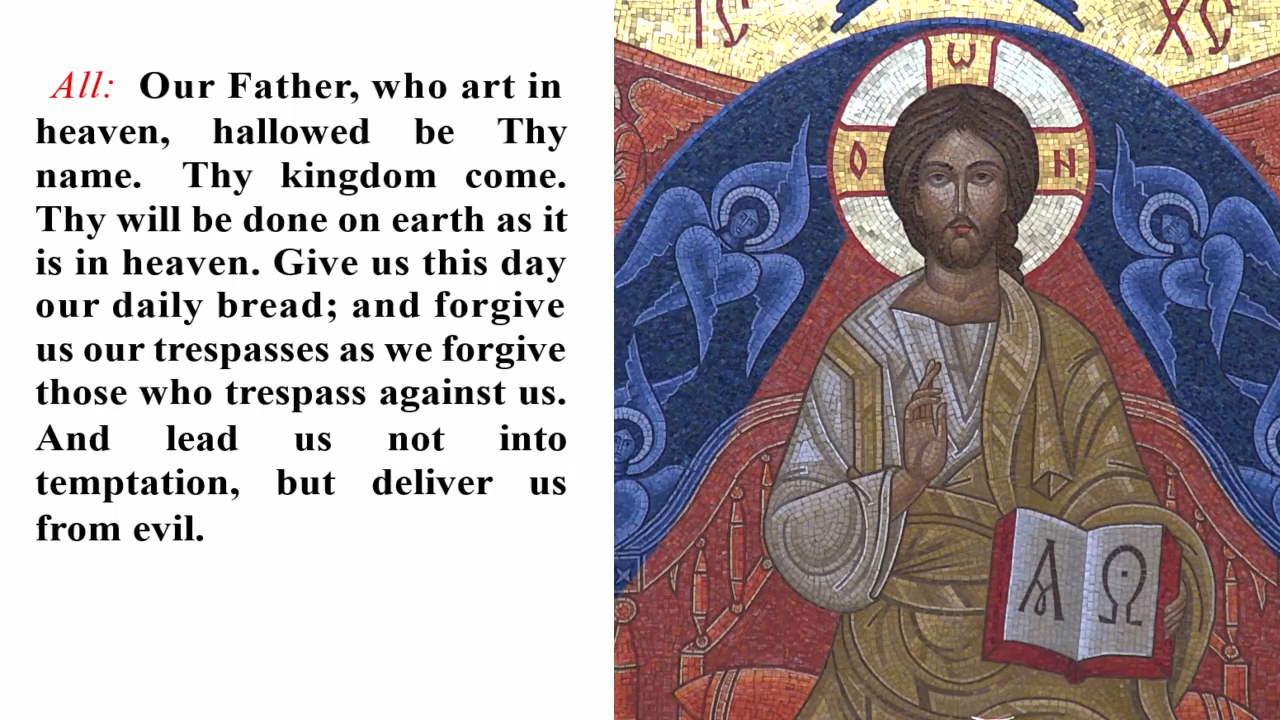 All: Our Father, who art in
heaven, hallowed be Thy
name. Thy kingdom come.
Thy will be done on earth as it
is in heaven. Give us this day
our daily bread; and forgive
us our trespasses as we forgive
those who trespass against us.
And lead us not into
temptation, but deliver us
from evil.
IC XC
ω
Ο Ν
Α Ω